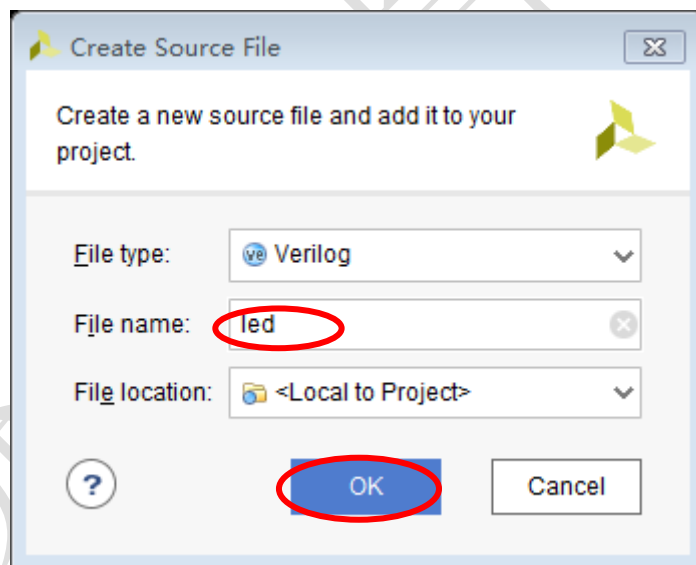 Create Source File
Create a new source file and add it to your
project.
File type:
Verilog
File name:
led
File location:
<Local to Project>
?
OK
Cancel